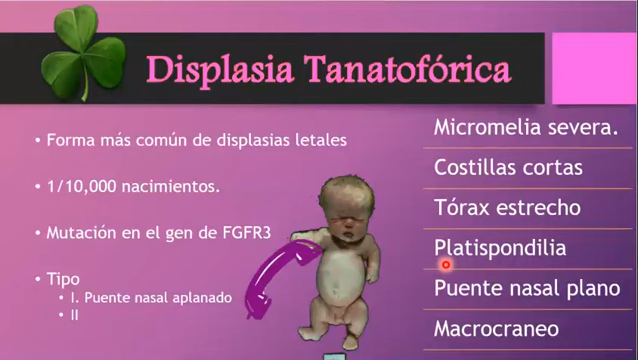 Displasia Tanatofórica
• Forma más común de displasias letales
• 1/10,000 nacimientos.
• Mutación en el gen de FGFR3
• Tipo
• I. Puente nasal aplanado
• II
Micromelia severa.
Costillas cortas
Tórax estrecho
Platispondilia
Puente nasal plano
Macrocraneo